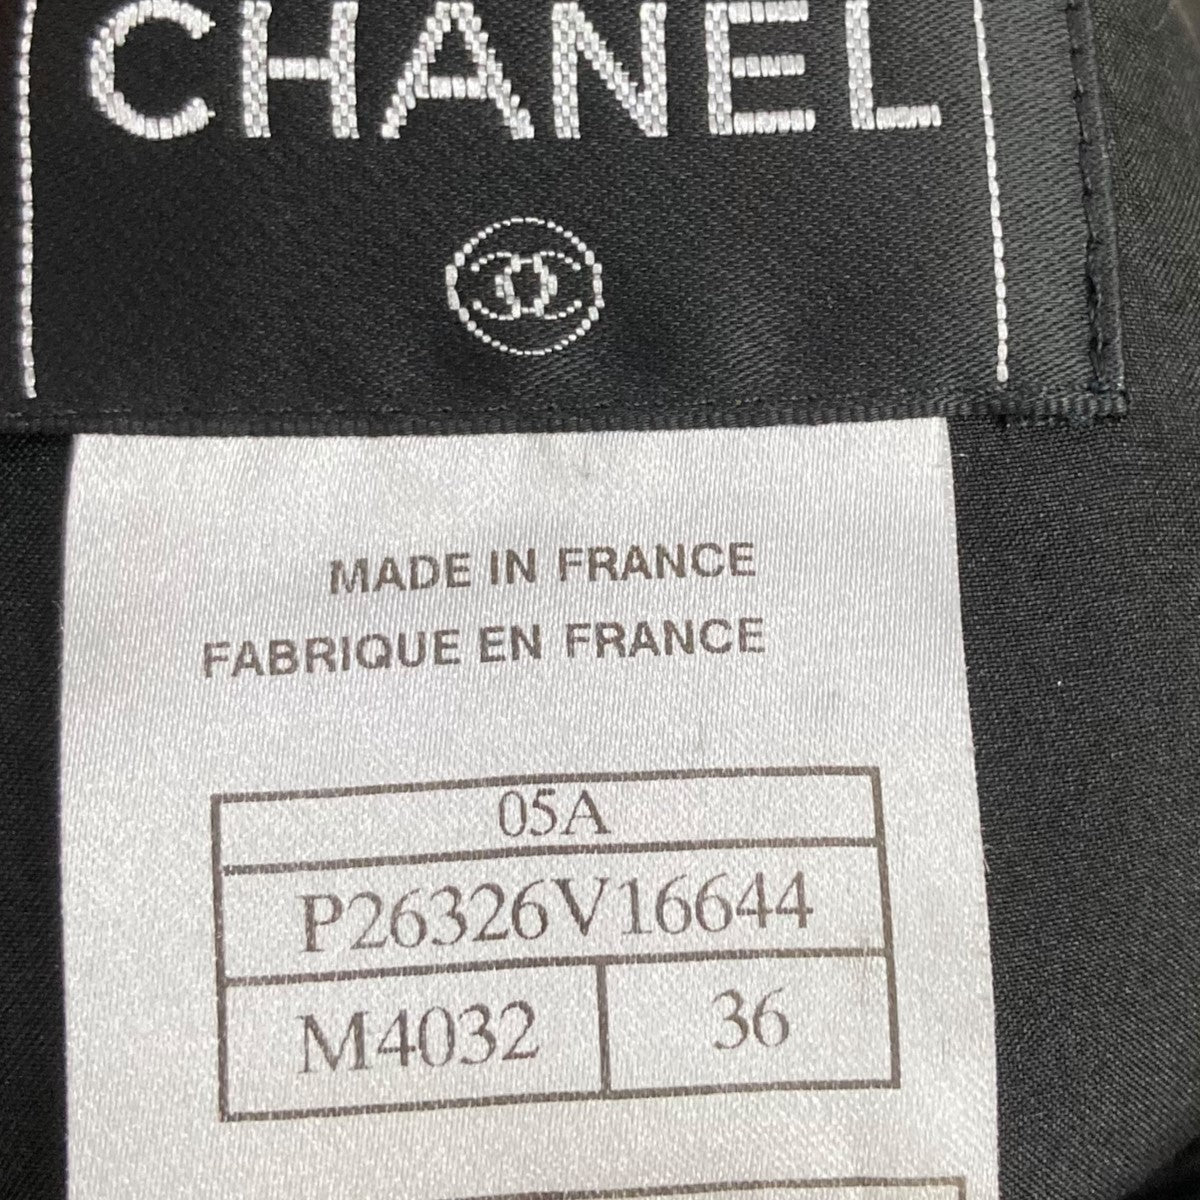 CHANEL
MADE IN FRANCE
FABRIQUE EN FRANCE
05A
P26326V16644
M4032 36